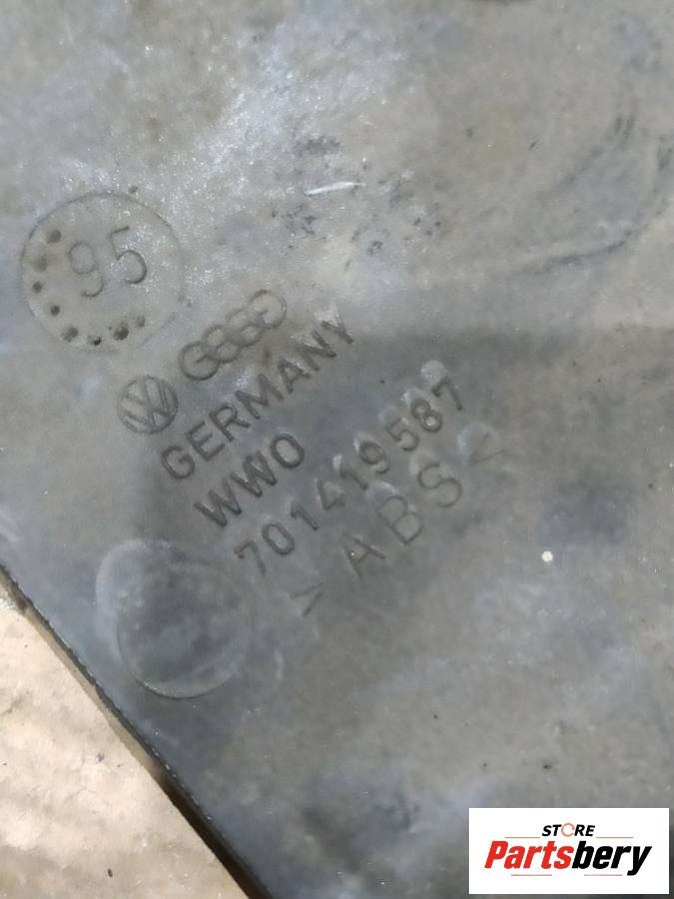 95
GERMANY
WWO
701419587
>ABS<
STORE
Partsbery